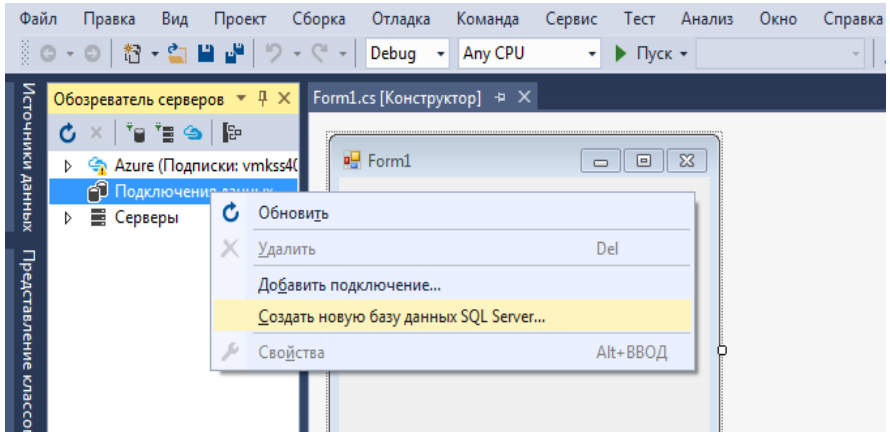 Файл Правка Вид Проект Сборка Отладка Команда Сервис Тест Анализ Окно Справка
Debug Any CPU Пуск
Источники данных
Представление классов
Обозреватель серверов
Form1.cs [Конструктор]
Azure (Подписки: vmkss4
Form1
Подключения данных
Серверы
Обновить
Удалить Del
Добавить подключение...
Создать новую базу данных SQL Server...
Свойства Alt+ВВОД